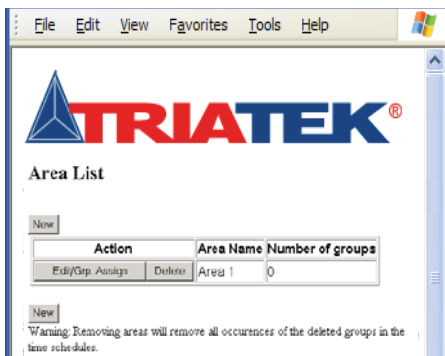 File Edit View Favorites Tools Help
TRIATEK®
Area List
New
Action Area Name Number of groups
Edit/Grp. Assign Delete Area 1 0
New
Warning: Removing areas will remove all occurences of the deleted groups in the
time schedules.